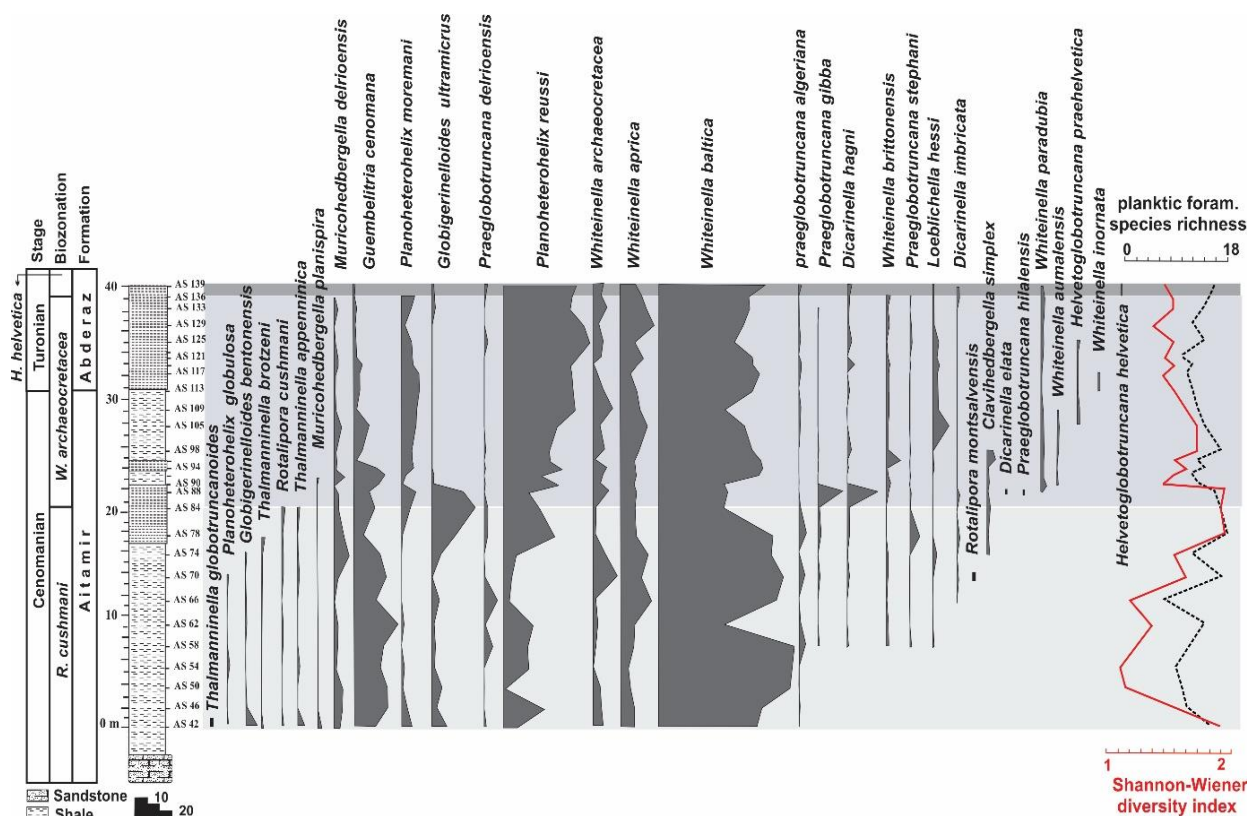 Stage
Biozonation
Formation
H. helvetica
Turonian
Cenomanian
W. archaeocretacea
R. cushmani
Abderaz
Aitamir
40
30
20
10
0 m
AS 139
AS 136
AS 133
AS 129
AS 125
AS 121
AS 117
AS 113
AS 109
AS 105
AS 98
AS 94
AS 90
AS 88
AS 84
AS 78
AS 74
AS 70
AS 66
AS 62
AS 58
AS 54
AS 50
AS 46
AS 42
Thalmanninella globotruncanoides
Planoheterohelix globulosa
Globigerinelloides bentonensis
Thalmanninella brotzeni
Rotalipora cushmani
Thalmanninella appenninica
Muricohedbergella planispira
Muricohedbergella delrioensis
Guembelitria cenomana
Planoheterohelix moremani
Globigerinelloides ultramicrus
Praeglobotruncana delrioensis
Planoheterohelix reussi
Whiteinella archaeocretacea
Whiteinella aprica
Whiteinella baltica
praeglobotruncana algeriana
Praeglobotruncana gibba
Dicarinella hagni
Whiteinella brittonensis
Praeglobotruncana stephani
Loeblichella hessi
Dicarinella imbricata
Rotalipora montsalvensis
Clavihedbergella simplex
Dicarinella elata
Praeglobotruncana hilalensis
Whiteinella paradubia
Whiteinella aumalensis
Helvetoglobotruncana praehelvetica
Whiteinella inornata
Helvetoglobotruncana helvetica
planktic foram.
species richness
0 18
1 2
Shannon-Wiener
diversity index
Sandstone
Shale
10
20